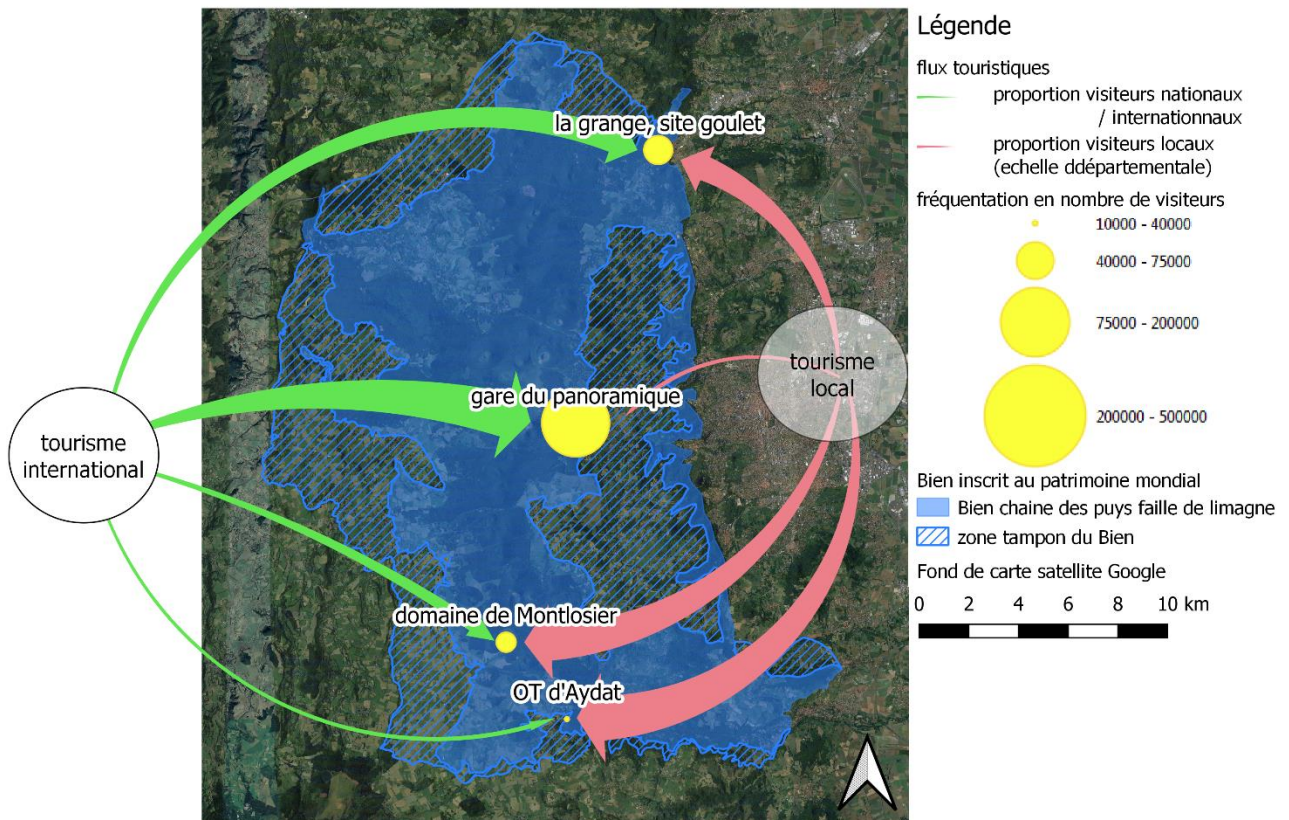 la grange, site goulet
gare du panoramique
tourisme
local
tourisme
international
domaine de Montlosier
OT d'Aydat
Légende
flux touristiques
proportion visiteurs nationaux
/ internationnaux
proportion visiteurs locaux
(echelle ddépartementale)
fréquentation en nombre de visiteurs
10000 - 40000
40000 - 75000
75000 - 200000
200000 - 500000
Bien inscrit au patrimoine mondial
Bien chaine des puys faille de limagne
zone tampon du Bien
Fond de carte satellite Google
0 2 4 6 8 10 km